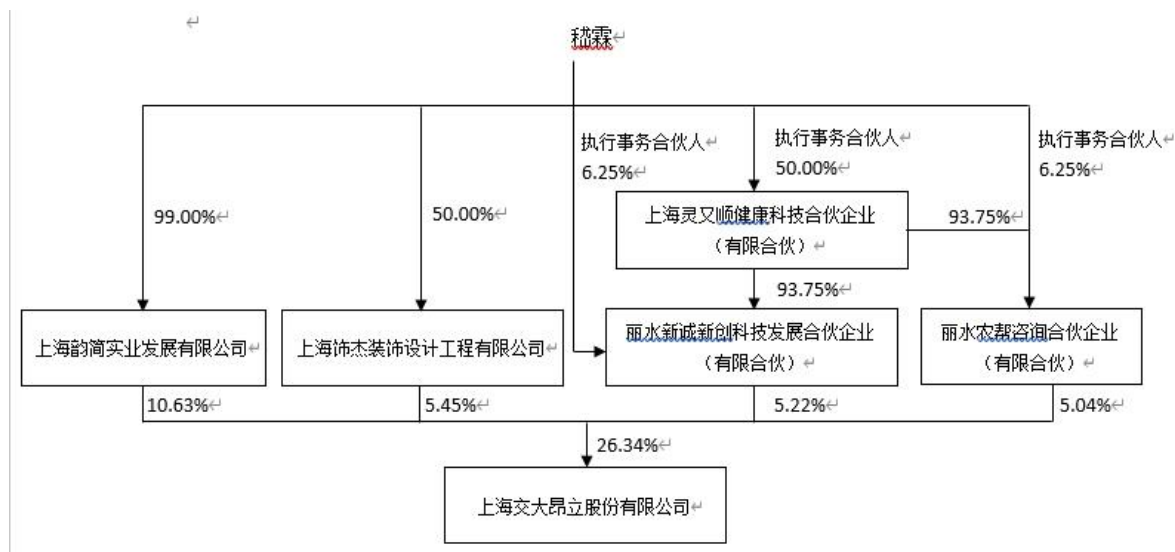 嵇霖
执行事务合伙人
6.25%
执行事务合伙人
50.00%
执行事务合伙人
6.25%
99.00%
50.00%
上海灵又顺健康科技合伙企业
（有限合伙）
93.75%
93.75%
上海韵简实业发展有限公司
上海饰杰装饰设计工程有限公司
丽水新诚新创科技发展合伙企业
（有限合伙）
丽水农帮咨询合伙企业
（有限合伙）
10.63%
5.45%
5.22%
5.04%
26.34%
上海交大昂立股份有限公司